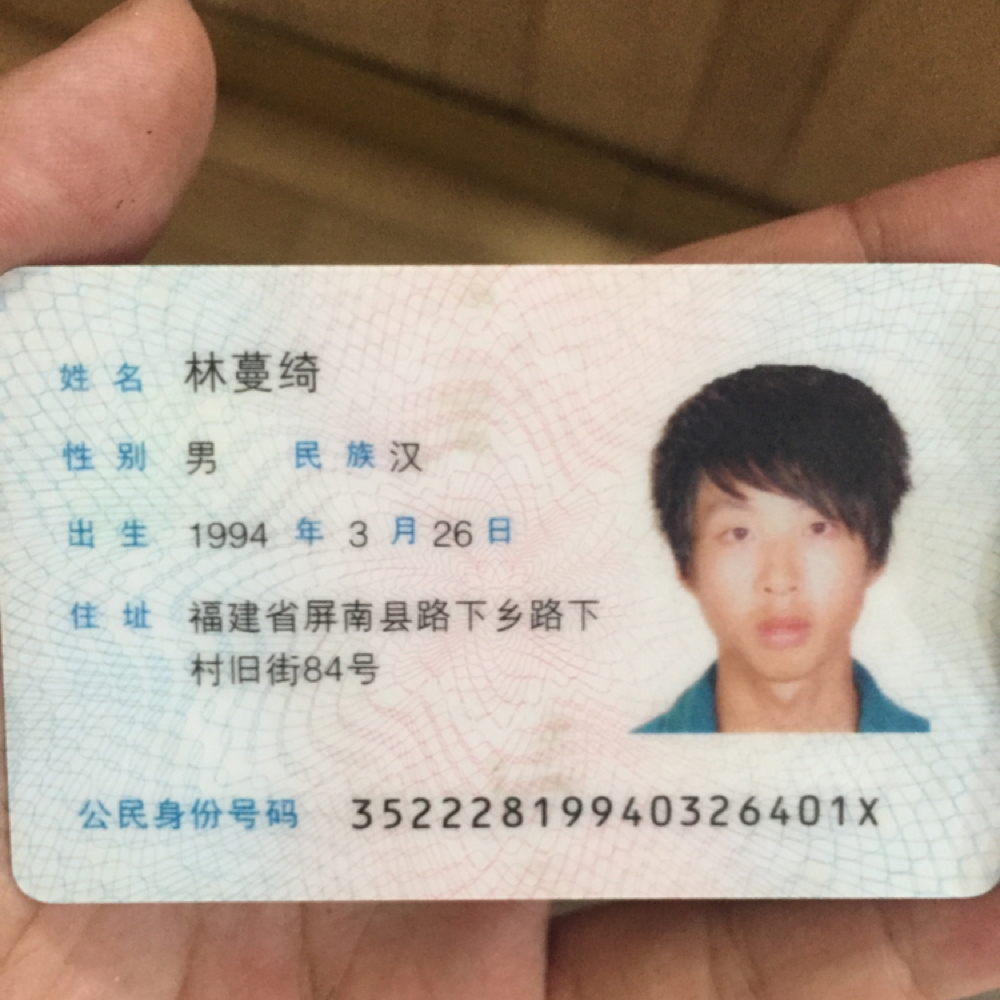 姓名 林蔓绮
性别 男 民族 汉
出生 1994 年 3 月 26 日
住址 福建省屏南县路下乡路下
村旧街84号
公民身份号码 35222819940326401X